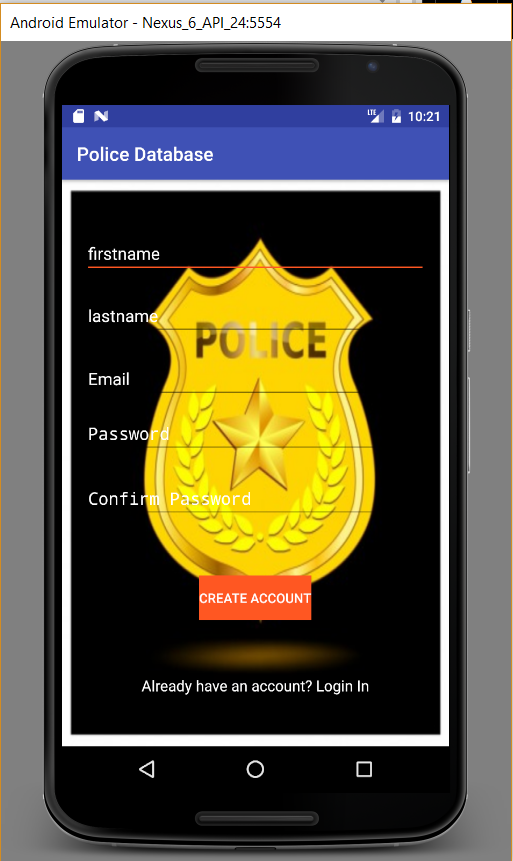 Android Emulator - Nexus_6_API_24:5554
LTE 10:21
Police Database
firstname
lastname
POLICE
Email
Password
Confirm Password
CREATE ACCOUNT
Already have an account? Login In